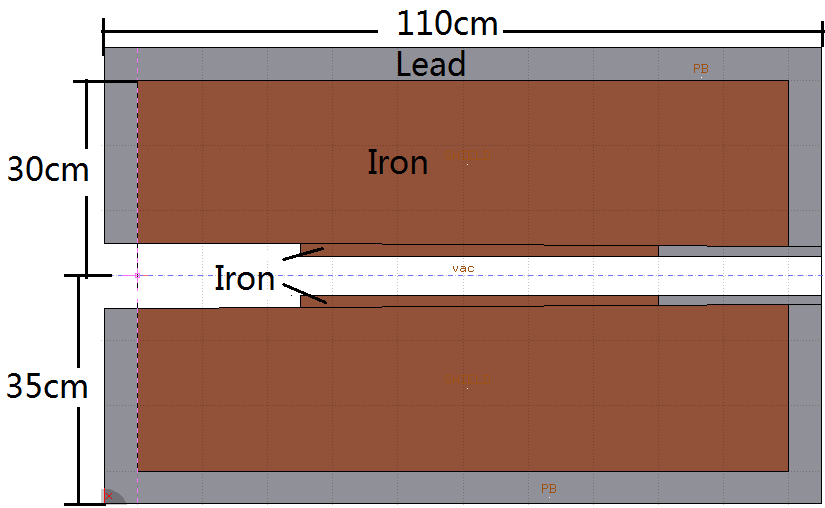 110cm
Lead
PB
30cm
Iron
vac
Iron
35cm
PB